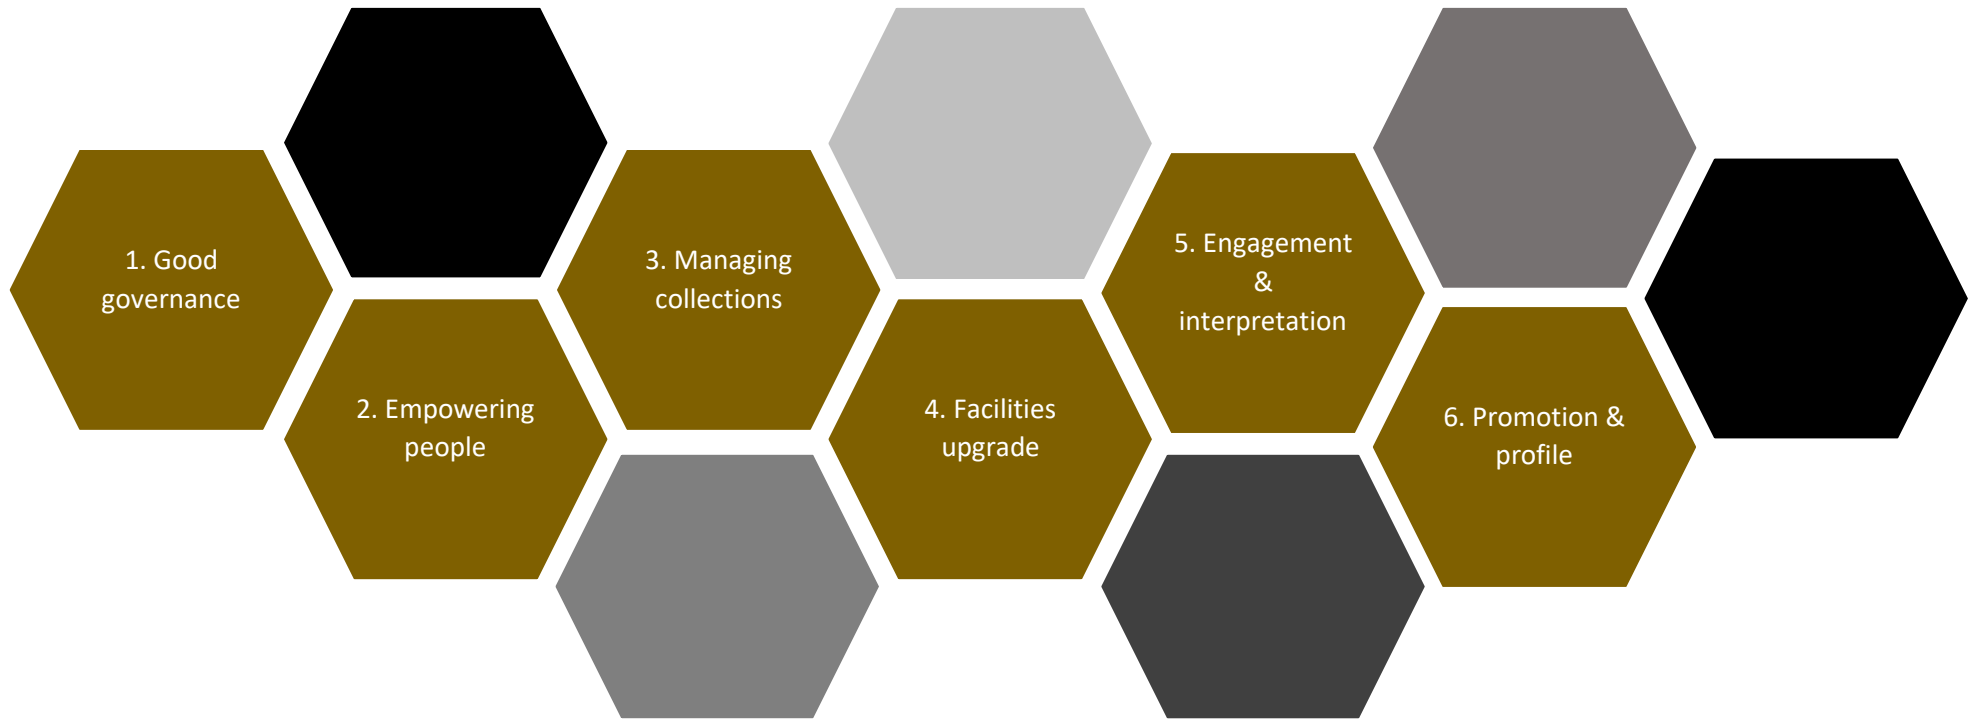 1. Good
governance
2. Empowering
people
3. Managing
collections
4. Facilities
upgrade
5. Engagement
&
interpretation
6. Promotion &
profile